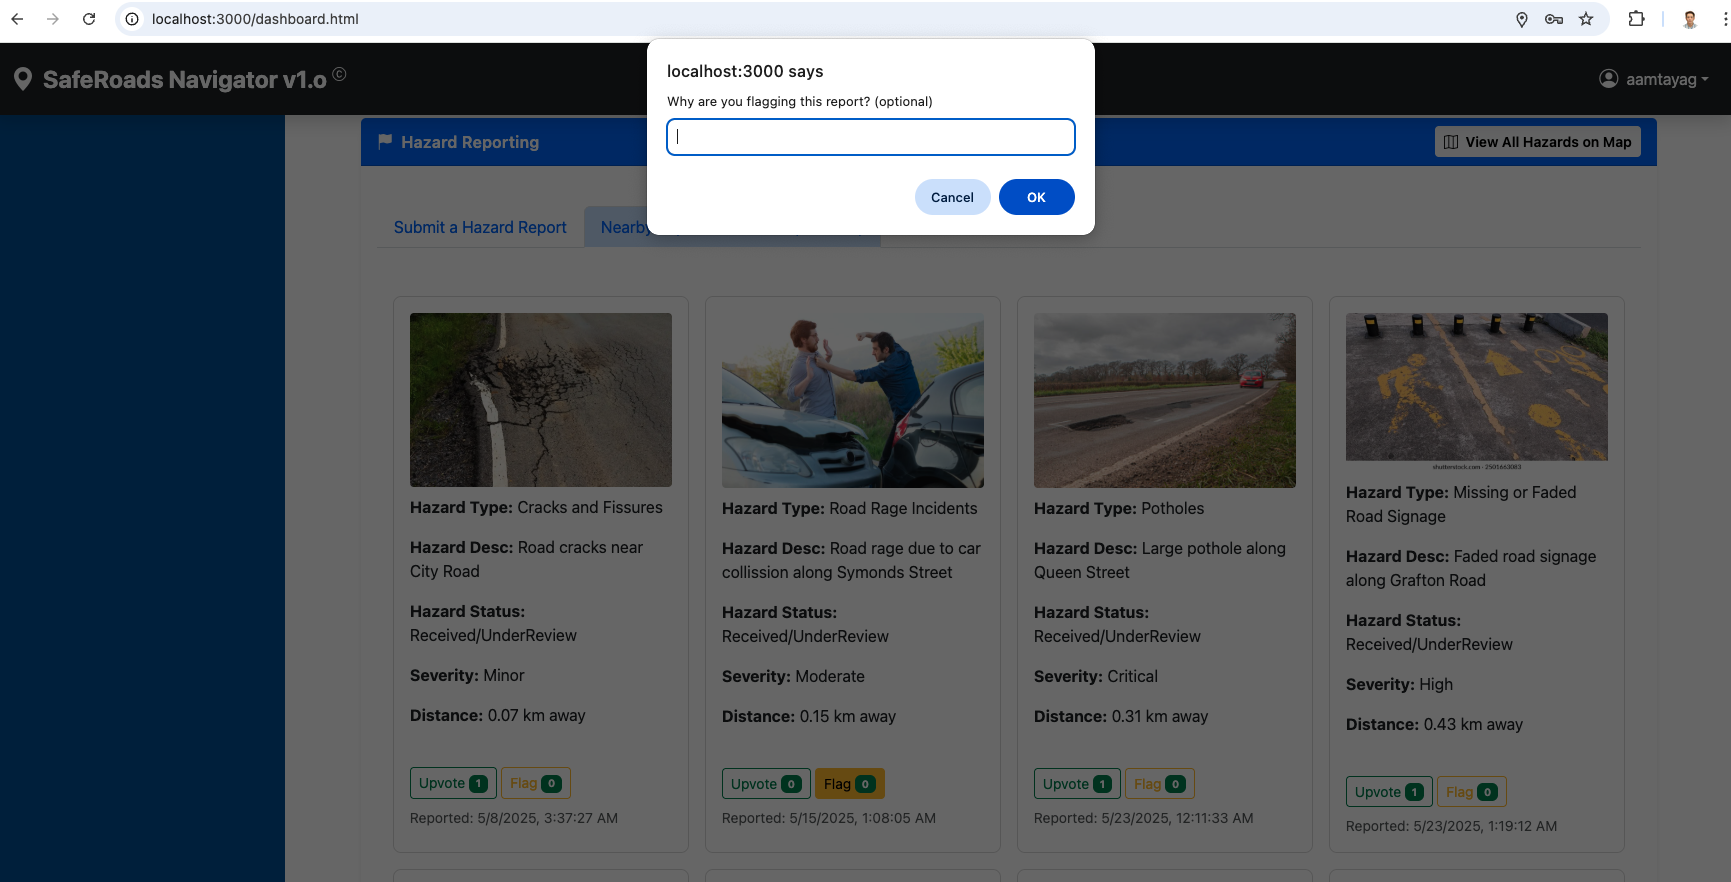 localhost:3000/dashboard.html
SafeRoads Navigator v1.o ©
aamtayag
localhost:3000 says
Why are you flagging this report? (optional)
Cancel
OK
Hazard Reporting
View All Hazards on Map
Submit a Hazard Report
Nearby
Hazard Type: Cracks and Fissures
Hazard Desc: Road cracks near
City Road
Hazard Status:
Received/UnderReview
Severity: Minor
Distance: 0.07 km away
Upvote 1
Flag 0
Reported: 5/8/2025, 3:37:27 AM
Hazard Type: Road Rage Incidents
Hazard Desc: Road rage due to car
collission along Symonds Street
Hazard Status:
Received/UnderReview
Severity: Moderate
Distance: 0.15 km away
Upvote 0
Flag 0
Reported: 5/15/2025, 1:08:05 AM
Hazard Type: Potholes
Hazard Desc: Large pothole along
Queen Street
Hazard Status:
Received/UnderReview
Severity: Critical
Distance: 0.31 km away
Upvote 1
Flag 0
Reported: 5/23/2025, 12:11:33 AM
shutterstock.com · 2501663083
Hazard Type: Missing or Faded
Road Signage
Hazard Desc: Faded road signage
along Grafton Road
Hazard Status:
Received/UnderReview
Severity: High
Distance: 0.43 km away
Upvote 1
Flag 0
Reported: 5/23/2025, 1:19:12 AM